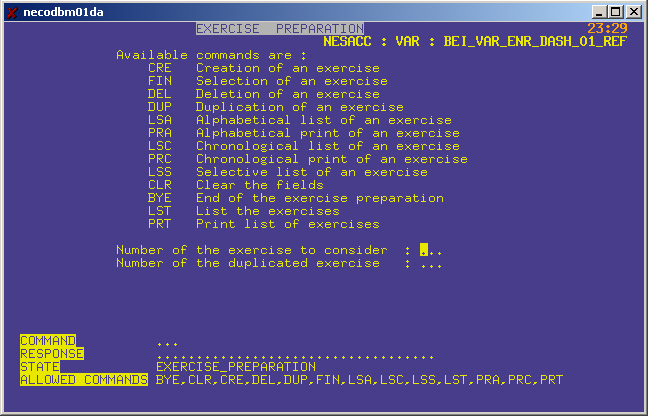 necodbm01da
EXERCISE PREPARATION 23:29
NESACC : VAR : BEI_VAR_ENR_DASH_01_REF
Available commands are :
CRE Creation of an exercise
FIN Selection of an exercise
DEL Deletion of an exercise
DUP Duplication of an exercise
LSA Alphabetical list of an exercise
PRA Alphabetical print of an exercise
LSC Chronological list of an exercise
PRC Chronological print of an exercise
LSS Selective list of an exercise
CLR Clear the fields
BYE End of the exercise preparation
LST List the exercises
PRT Print list of exercises
Number of the exercise to consider : ...
Number of the duplicated exercise : ...
COMMAND ...
RESPONSE ...................................
STATE EXERCISE_PREPARATION
ALLOWED COMMANDS BYE,CLR,CRE,DEL,DUP,FIN,LSA,LSC,LSS,LST,PRA,PRC,PRT